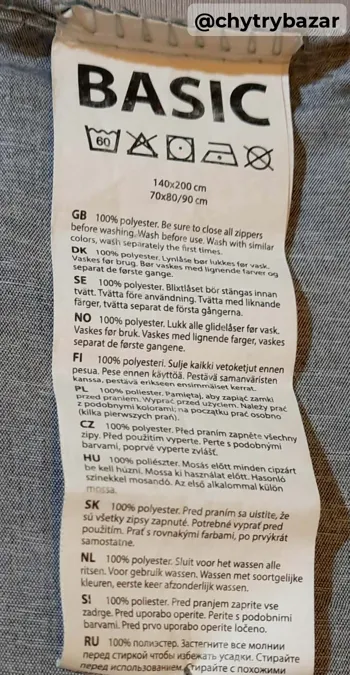 @chytrybazar
BASIC
60
140x200 cm
70x80/90 cm
GB 100% polyester. Be sure to close all zippers
before washing. Wash before use. Wash with similar
colors, wash separately the first times.
DK 100% polyester. Lynlåse bør lukkes før vask.
Vaskes før brug. Bør vaskes med lignende farver og
separat de første gange.
SE 100% polyester. Blixtlåset bör stängas innan
tvätt. Tvätta före användning. Tvätta med liknande
färger, tvätta separat de första gångerna.
NO 100% polyester. Lukk alle glidelåser før vask.
Vaskes før bruk. Vaskes med lignende farger, vaskes
separat de første gangene.
FI 100% polyesteri. Sulje kaikki vetoketjut ennen
pesua. Pese ennen käyttöä. Pestävä samanväristen
kanssa, pestävä erikseen ensimmäiset kerrat.
PL 100% poliester. Pamiętaj, aby zapiąć zamki
przed praniem. Wyprać przed użyciem. Należy prać
z podobnymi kolorami; na początku prać osobno
(kilka pierwszych prań).
CZ 100% polyester. Před praním zapněte všechny
zipy. Před použitím vyperte. Perte s podobnými
barvami, poprvé vyperte zvlášť.
HU 100% poliészter. Mosás előtt minden cipzárt
be kell húzni. Mossa ki használat előtt. Hasonló
színekkel mosandó. Az első alkalommal külön
mossa.
SK 100% polyester. Pred praním sa uistite, že
sú všetky zipsy zapnuté. Potrebné vyprať pred
použitím. Prať s rovnakými farbami, po prvýkrát
samostatne.
NL 100% polyester. Sluit voor het wassen alle
ritsen. Voor gebruik wassen. Wassen met soortgelijke
kleuren, eerste keer afzonderlijk wassen.
S! 100% poliester. Pred pranjem zaprite vse
zadrge. Pred uporabo operite. Perite s podobnimi
barvami. Pred prvo uporabo operite ločeno.
RU 100% полиэстер. Застегните все молнии
перед стиркой чтобы избежать усадки. Стирайте
перед использованием. Стирайте с похожими